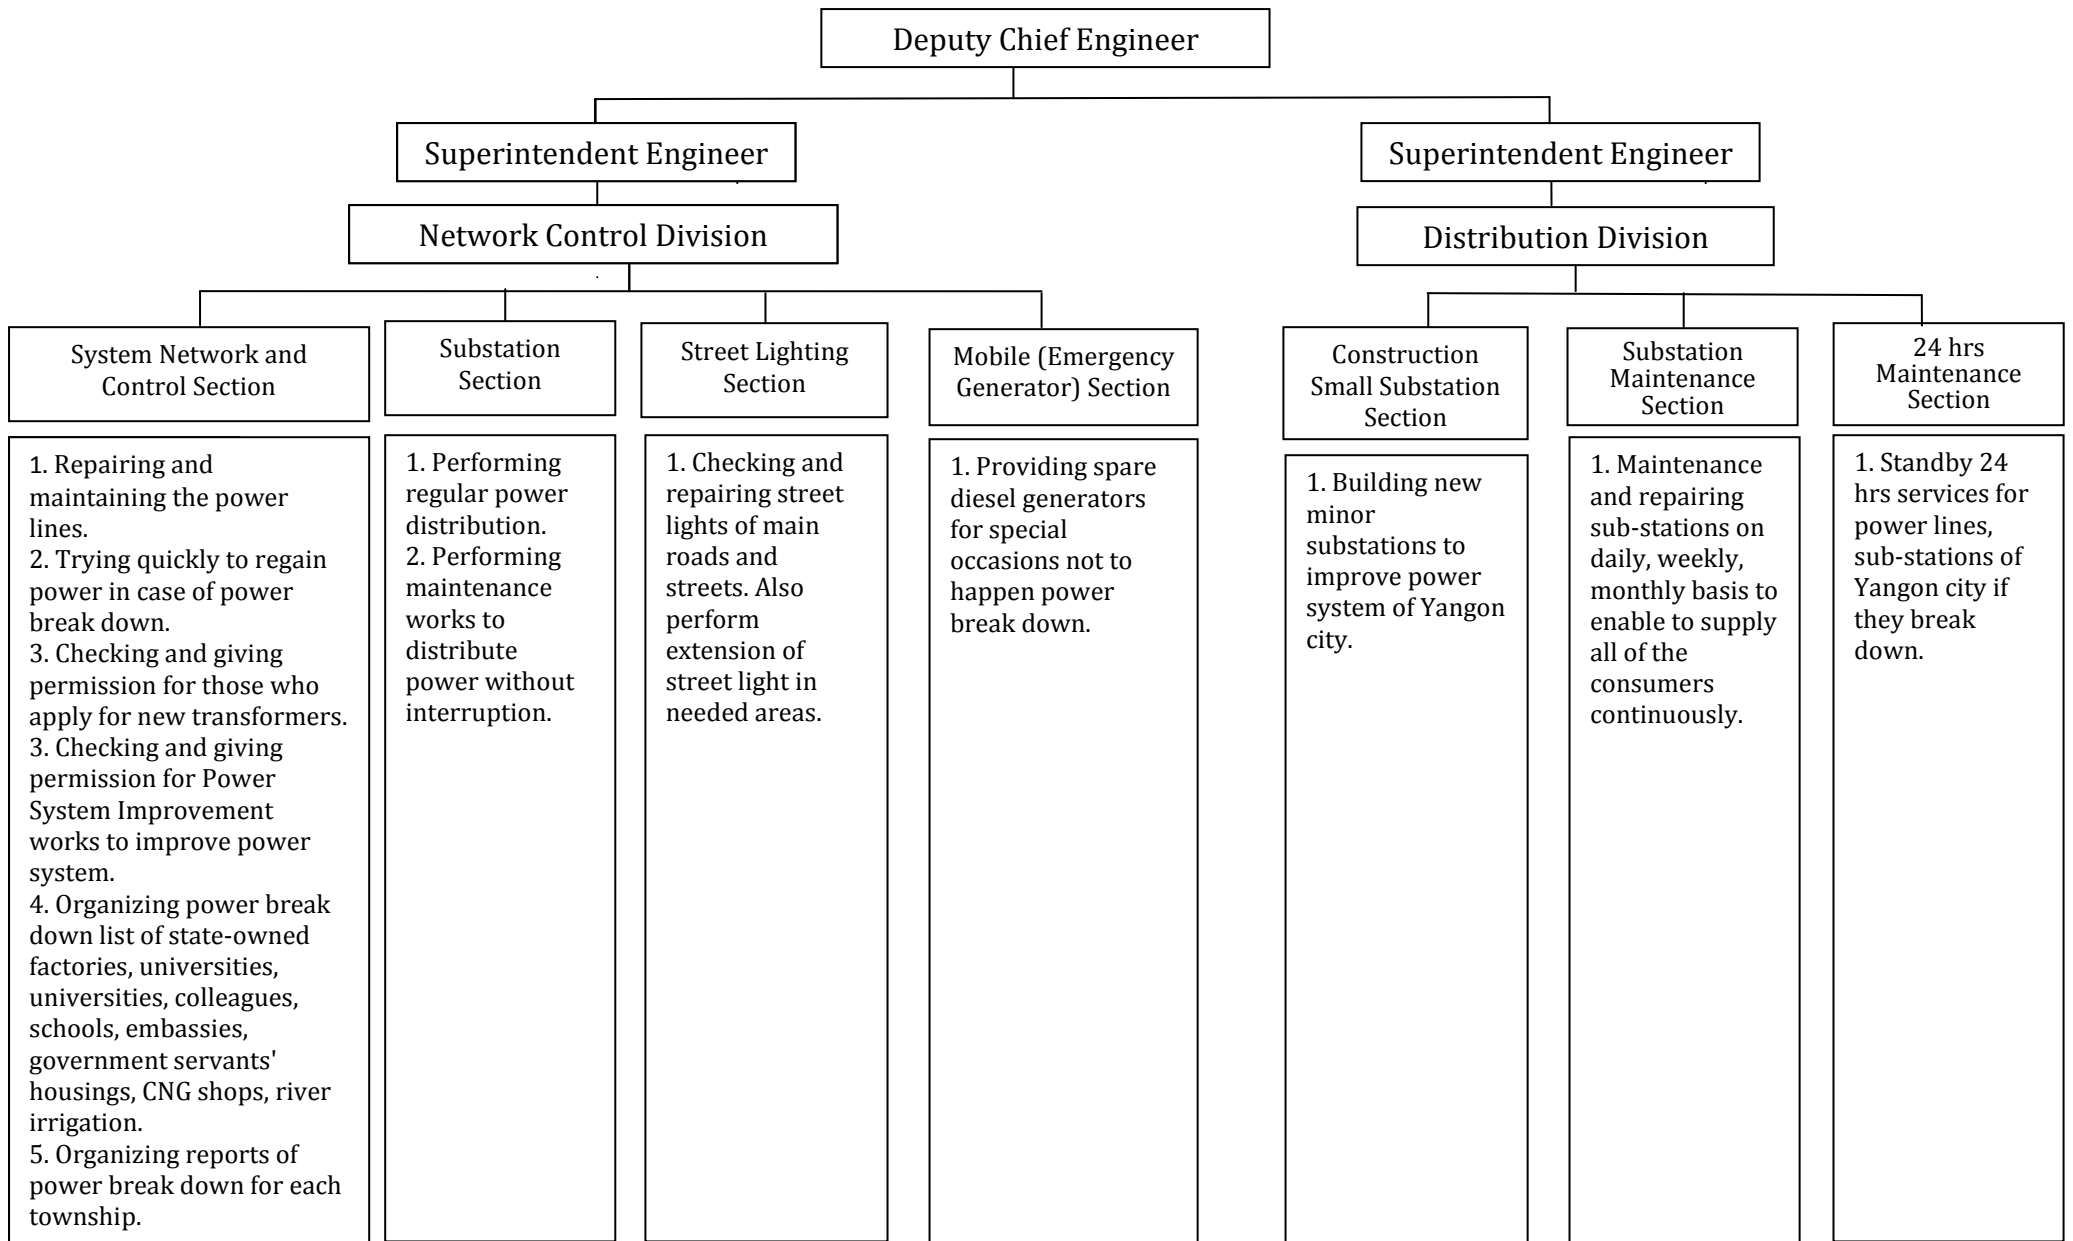 Deputy Chief Engineer
Superintendent Engineer
Superintendent Engineer
Network Control Division
Distribution Division
System Network and
Control Section
Substation
Section
Street Lighting
Section
Mobile (Emergency
Generator) Section
Construction
Small Substation
Section
Substation
Maintenance
Section
24 hrs
Maintenance
Section
1. Repairing and
maintaining the power
lines.
2. Trying quickly to regain
power in case of power
break down.
3. Checking and giving
permission for those who
apply for new transformers.
3. Checking and giving
permission for Power
System Improvement
works to improve power
system.
4. Organizing power break
down list of state-owned
factories, universities,
universities, colleagues,
schools, embassies,
government servants'
housings, CNG shops, river
irrigation.
5. Organizing reports of
power break down for each
township.
1. Performing
regular power
distribution.
2. Performing
maintenance
works to
distribute
power without
interruption.
1. Checking and
repairing street
lights of main
roads and
streets. Also
perform
extension of
street light in
needed areas.
1. Providing spare
diesel generators
for special
occasions not to
happen power
break down.
1. Building new
minor
substations to
improve power
system of Yangon
city.
1. Maintenance
and repairing
sub-stations on
daily, weekly,
monthly basis to
enable to supply
all of the
consumers
continuously.
1. Standby 24
hrs services for
power lines,
sub-stations of
Yangon city if
they break
down.